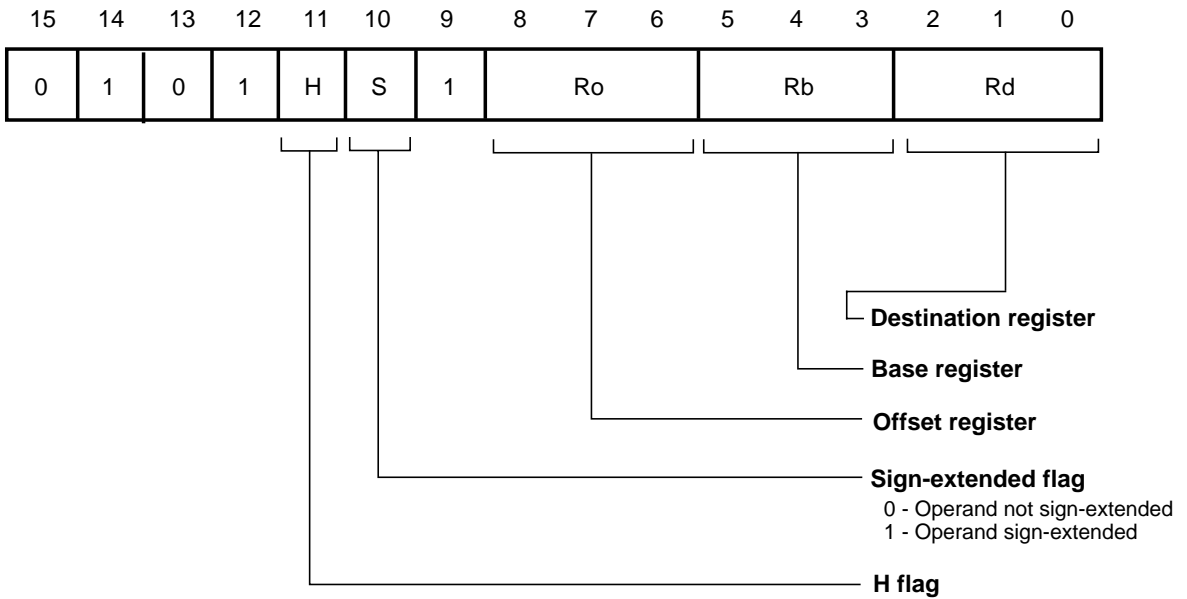 15 14 13 12 11 10 9 8 7 6 5 4 3 2 1 0
0 1 0 1 H S 1 Ro Rb Rd
Destination register
Base register
Offset register
Sign-extended flag
0 - Operand not sign-extended
1 - Operand sign-extended
H flag